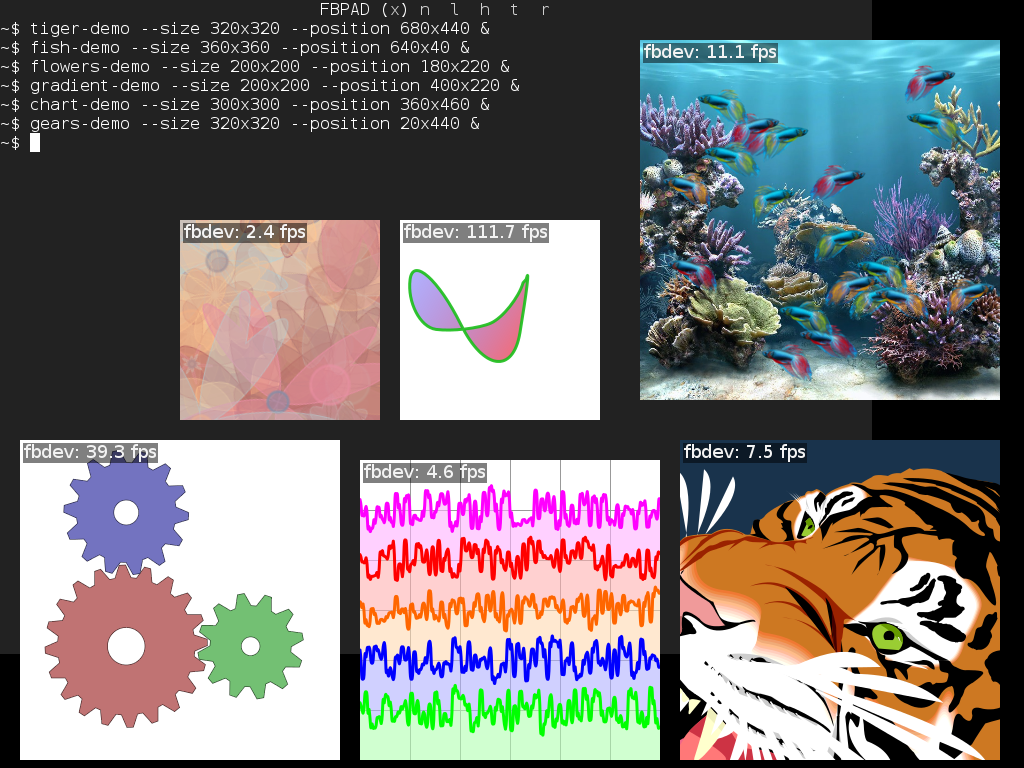 FBPAD (x) n l h t r
~$ tiger-demo --size 320x320 --position 680x440 &
~$ fish-demo --size 360x360 --position 640x40 &
~$ flowers-demo --size 200x200 --position 180x220 &
~$ gradient-demo --size 200x200 --position 400x220 &
~$ chart-demo --size 300x300 --position 360x460 &
~$ gears-demo --size 320x320 --position 20x440 &
~$
fbdev: 11.1 fps
fbdev: 2.4 fps
fbdev: 111.7 fps
fbdev: 39.3 fps
fbdev: 4.6 fps
fbdev: 7.5 fps